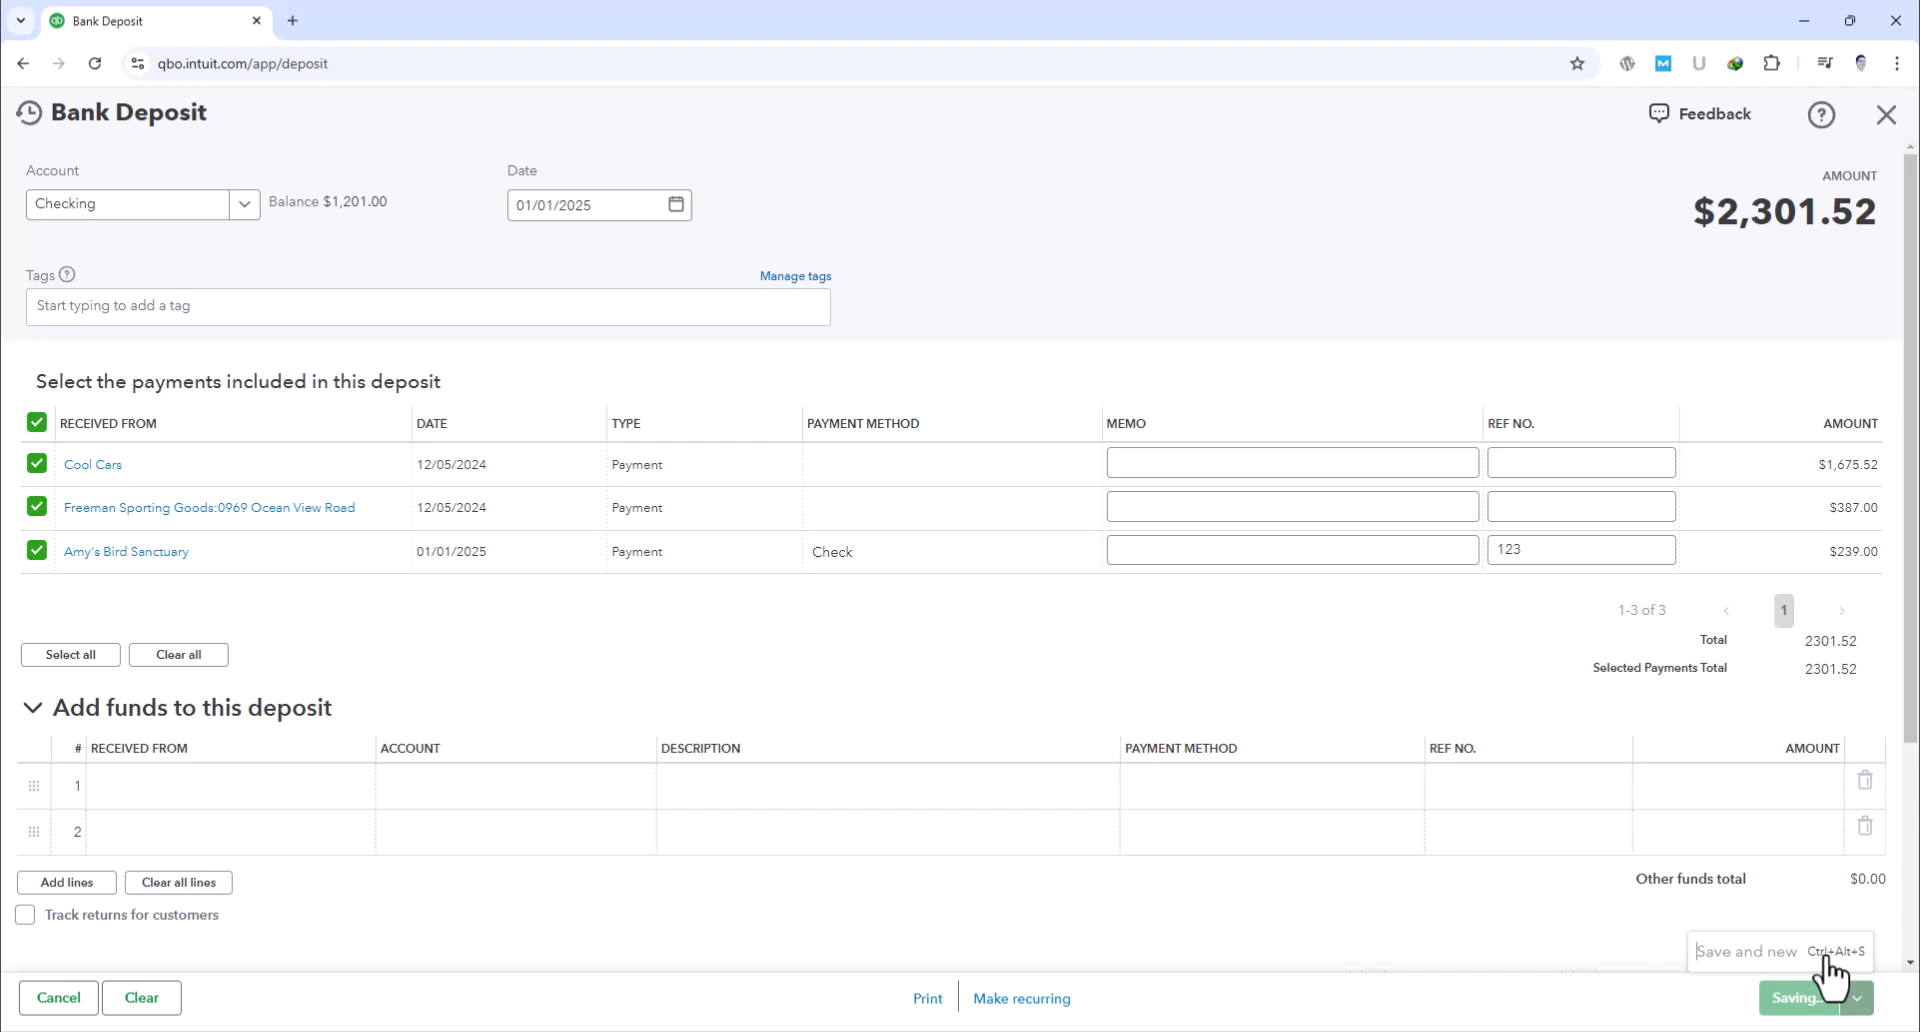 Bank Deposit
qbo.intuit.com/app/deposit
Bank Deposit
Feedback
Account
Date
AMOUNT
Checking
Balance $1,201.00
01/01/2025
$2,301.52
Tags
Manage tags
Start typing to add a tag
Select the payments included in this deposit
RECEIVED FROM DATE TYPE PAYMENT METHOD MEMO REF NO. AMOUNT
Cool Cars 12/05/2024 Payment $1,675.52
Freeman Sporting Goods:0969 Ocean View Road 12/05/2024 Payment $387.00
Amy's Bird Sanctuary 01/01/2025 Payment Check 123 $239.00
1-3 of 3 < 1 >
Total 2301.52
Select all Clear all
Selected Payments Total 2301.52
Add funds to this deposit
# RECEIVED FROM ACCOUNT DESCRIPTION PAYMENT METHOD REF NO. AMOUNT
1
2
Add lines Clear all lines
Other funds total $0.00
Track returns for customers
Save and new Ctrl+Alt+S
Cancel Clear Print Make recurring Saving...